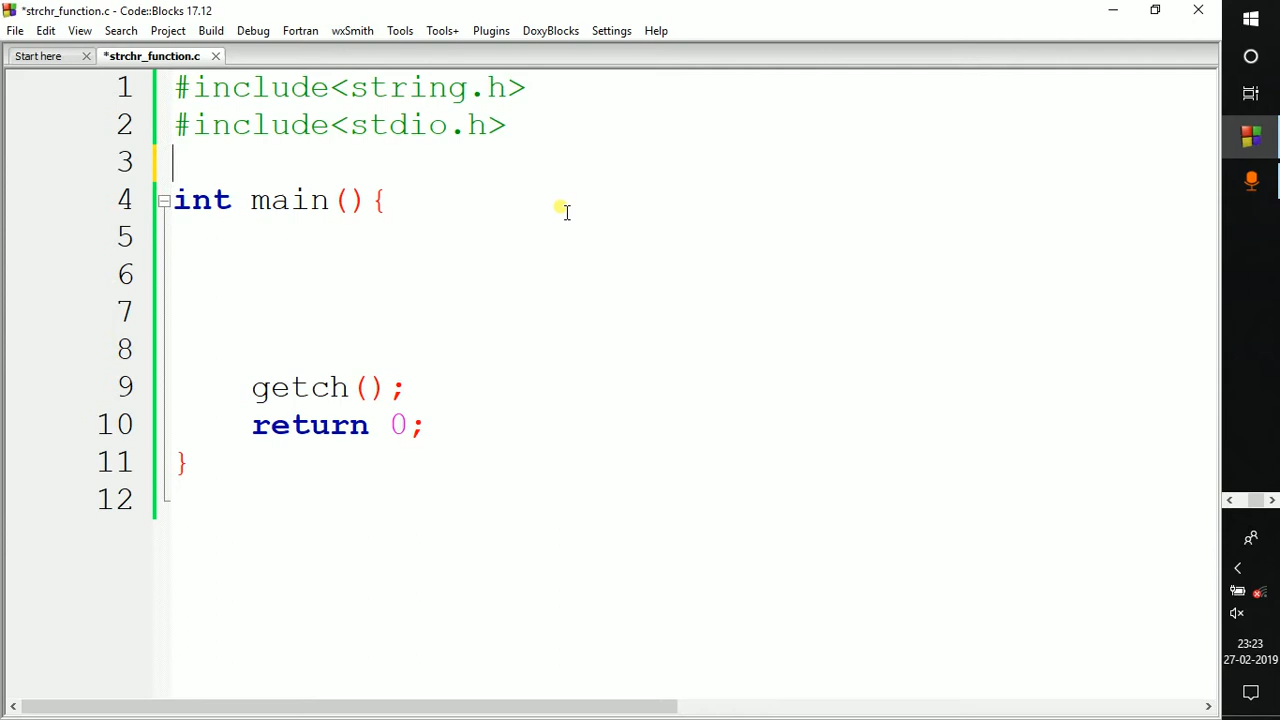 *strchr_function.c - Code::Blocks 17.12
File Edit View Search Project Build Debug Fortran wxSmith Tools Tools+ Plugins DoxyBlocks Settings Help
Start here *strchr_function.c
1 #include<string.h>
2 #include<stdio.h>
3
4 int main(){
5
6
7
8
9 getch();
10 return 0;
11 }
12
23:23
27-02-2019